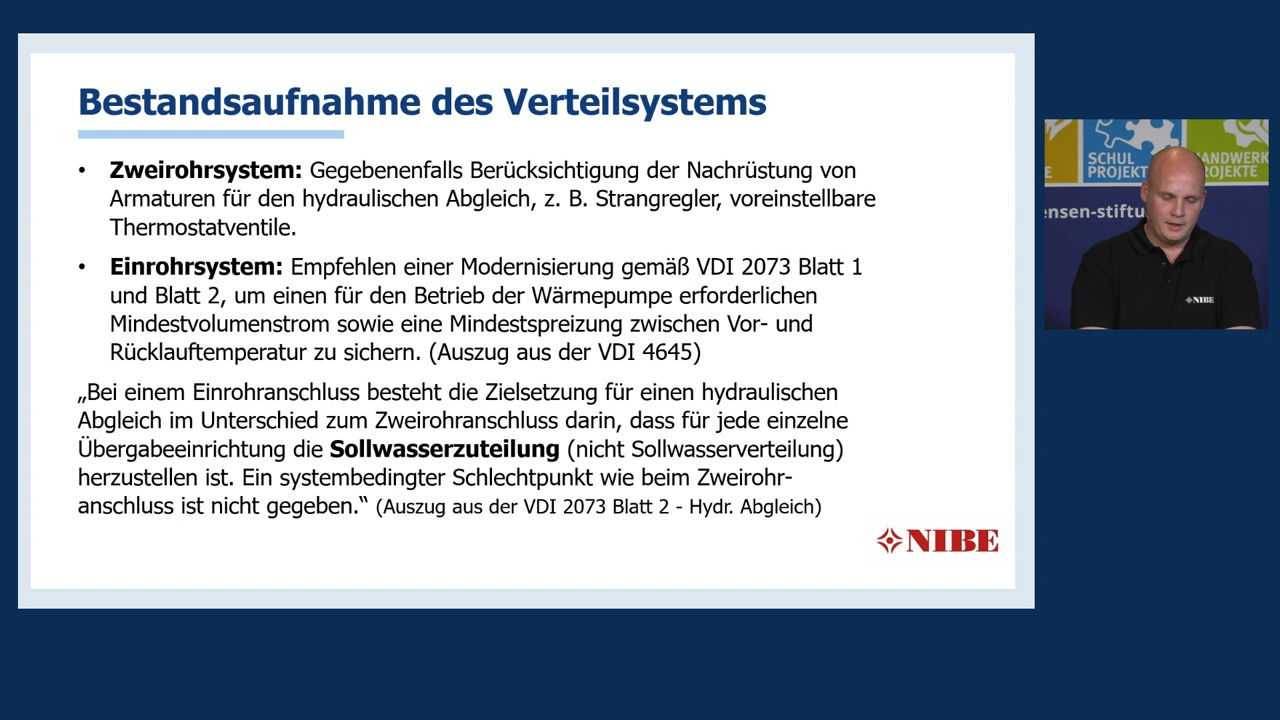 Bestandsaufnahme des Verteilsystems
• Zweirohrsystem: Gegebenenfalls Berücksichtigung der Nachrüstung von
Armaturen für den hydraulischen Abgleich, z. B. Strangregler, voreinstellbare
Thermostatventile.
• Einrohrsystem: Empfehlen einer Modernisierung gemäß VDI 2073 Blatt 1
und Blatt 2, um einen für den Betrieb der Wärmepumpe erforderlichen
Mindestvolumenstrom sowie eine Mindestspreizung zwischen Vor- und
Rücklauftemperatur zu sichern. (Auszug aus der VDI 4645)
„Bei einem Einrohranschluss besteht die Zielsetzung für einen hydraulischen
Abgleich im Unterschied zum Zweirohranschluss darin, dass für jede einzelne
Übergabeeinrichtung die Sollwasserzuteilung (nicht Sollwasserverteilung)
herzustellen ist. Ein systembedingter Schlechtpunkt wie beim Zweirohr-
anschluss ist nicht gegeben.“ (Auszug aus der VDI 2073 Blatt 2 - Hydr. Abgleich)
NIBE
E
SCHUL
PROJEKT
ANDWERK
ROJEKTE
ensen-stiftu
NIBE